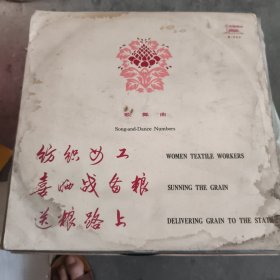 歌舞曲
Song-and-Dance Numbers
纺织女工 WOMEN TEXTILE WORKERS
喜晒战备粮 SUNNING THE GRAIN
送粮路上 DELIVERING GRAIN TO THE STATE